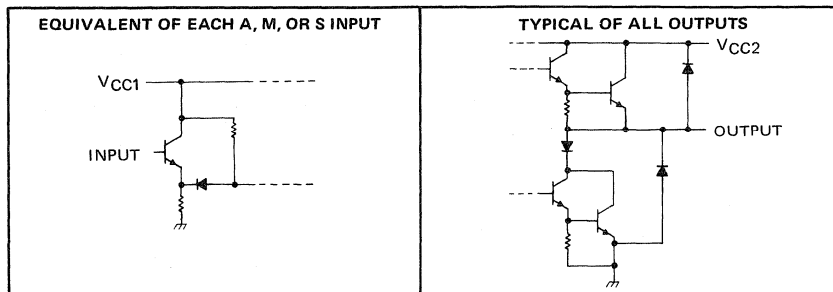 EQUIVALENT OF EACH A, M, OR S INPUT
VCC1
INPUT
TYPICAL OF ALL OUTPUTS
VCC2
OUTPUT